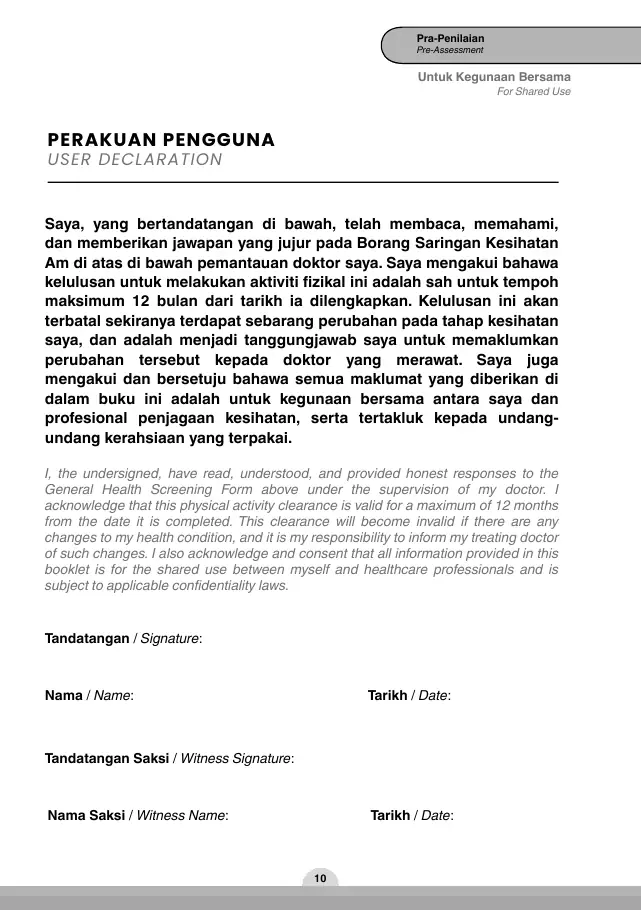 Pra-Penilaian
Pre-Assessment
Untuk Kegunaan Bersama
For Shared Use
PERAKUAN PENGGUNA
USER DECLARATION
Saya, yang bertandatangan di bawah, telah membaca, memahami,
dan memberikan jawapan yang jujur pada Borang Saringan Kesihatan
Am di atas di bawah pemantauan doktor saya. Saya mengakui bahawa
kelulusan untuk melakukan aktiviti fizikal ini adalah sah untuk tempoh
maksimum 12 bulan dari tarikh ia dilengkapkan. Kelulusan ini akan
terbatal sekiranya terdapat sebarang perubahan pada tahap kesihatan
saya, dan adalah menjadi tanggungjawab saya untuk memaklumkan
perubahan tersebut kepada doktor yang merawat. Saya juga
mengakui dan bersetuju bahawa semua maklumat yang diberikan di
dalam buku ini adalah untuk kegunaan bersama antara saya dan
profesional penjagaan kesihatan, serta tertakluk kepada undang-
undang kerahsiaan yang terpakai.
I, the undersigned, have read, understood, and provided honest responses to the
General Health Screening Form above under the supervision of my doctor. I
acknowledge that this physical activity clearance is valid for a maximum of 12 months
from the date it is completed. This clearance will become invalid if there are any
changes to my health condition, and it is my responsibility to inform my treating doctor
of such changes. I also acknowledge and consent that all information provided in this
booklet is for the shared use between myself and healthcare professionals and is
subject to applicable confidentiality laws.
Tandatangan / Signature:
Nama / Name: Tarikh / Date:
Tandatangan Saksi / Witness Signature:
Nama Saksi / Witness Name: Tarikh / Date:
10